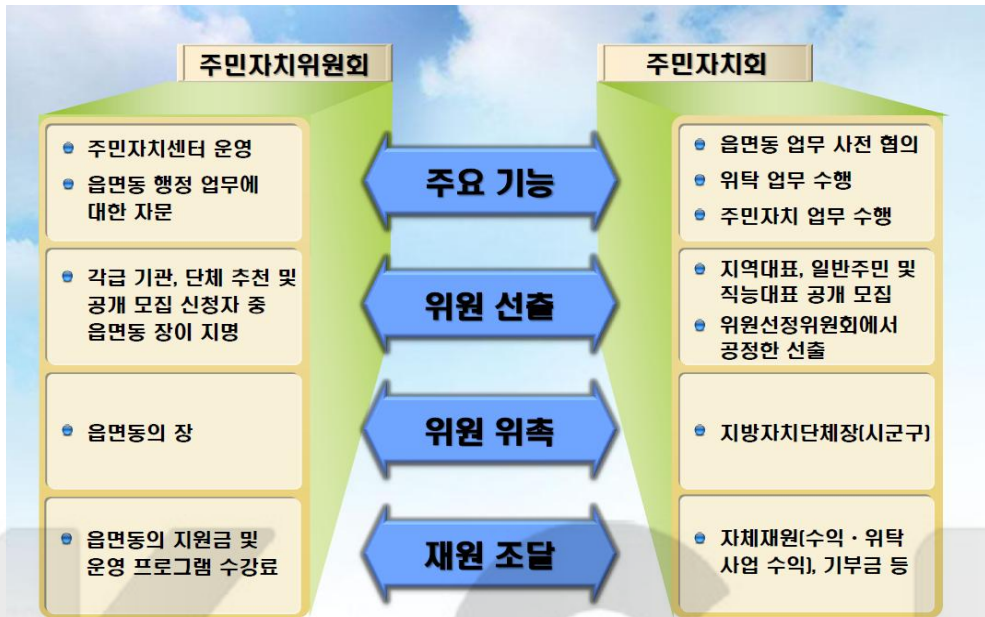 주민자치위원회
주민자치회
주민자치센터 운영
읍면동 행정 업무에
대한 자문
주요 기능
읍면동 업무 사전 협의
위탁 업무 수행
주민자치 업무 수행
각급 기관, 단체 추천 및
공개 모집 신청자 중
읍면동 장이 지명
위원 선출
지역대표, 일반주민 및
직능대표 공개 모집
위원선정위원회에서
공정한 선출
읍면동의 장
위원 위촉
지방자치단체장(시군구)
읍면동의 지원금 및
운영 프로그램 수강료
재원 조달
자체재원(수익·위탁
사업 수익), 기부금 등